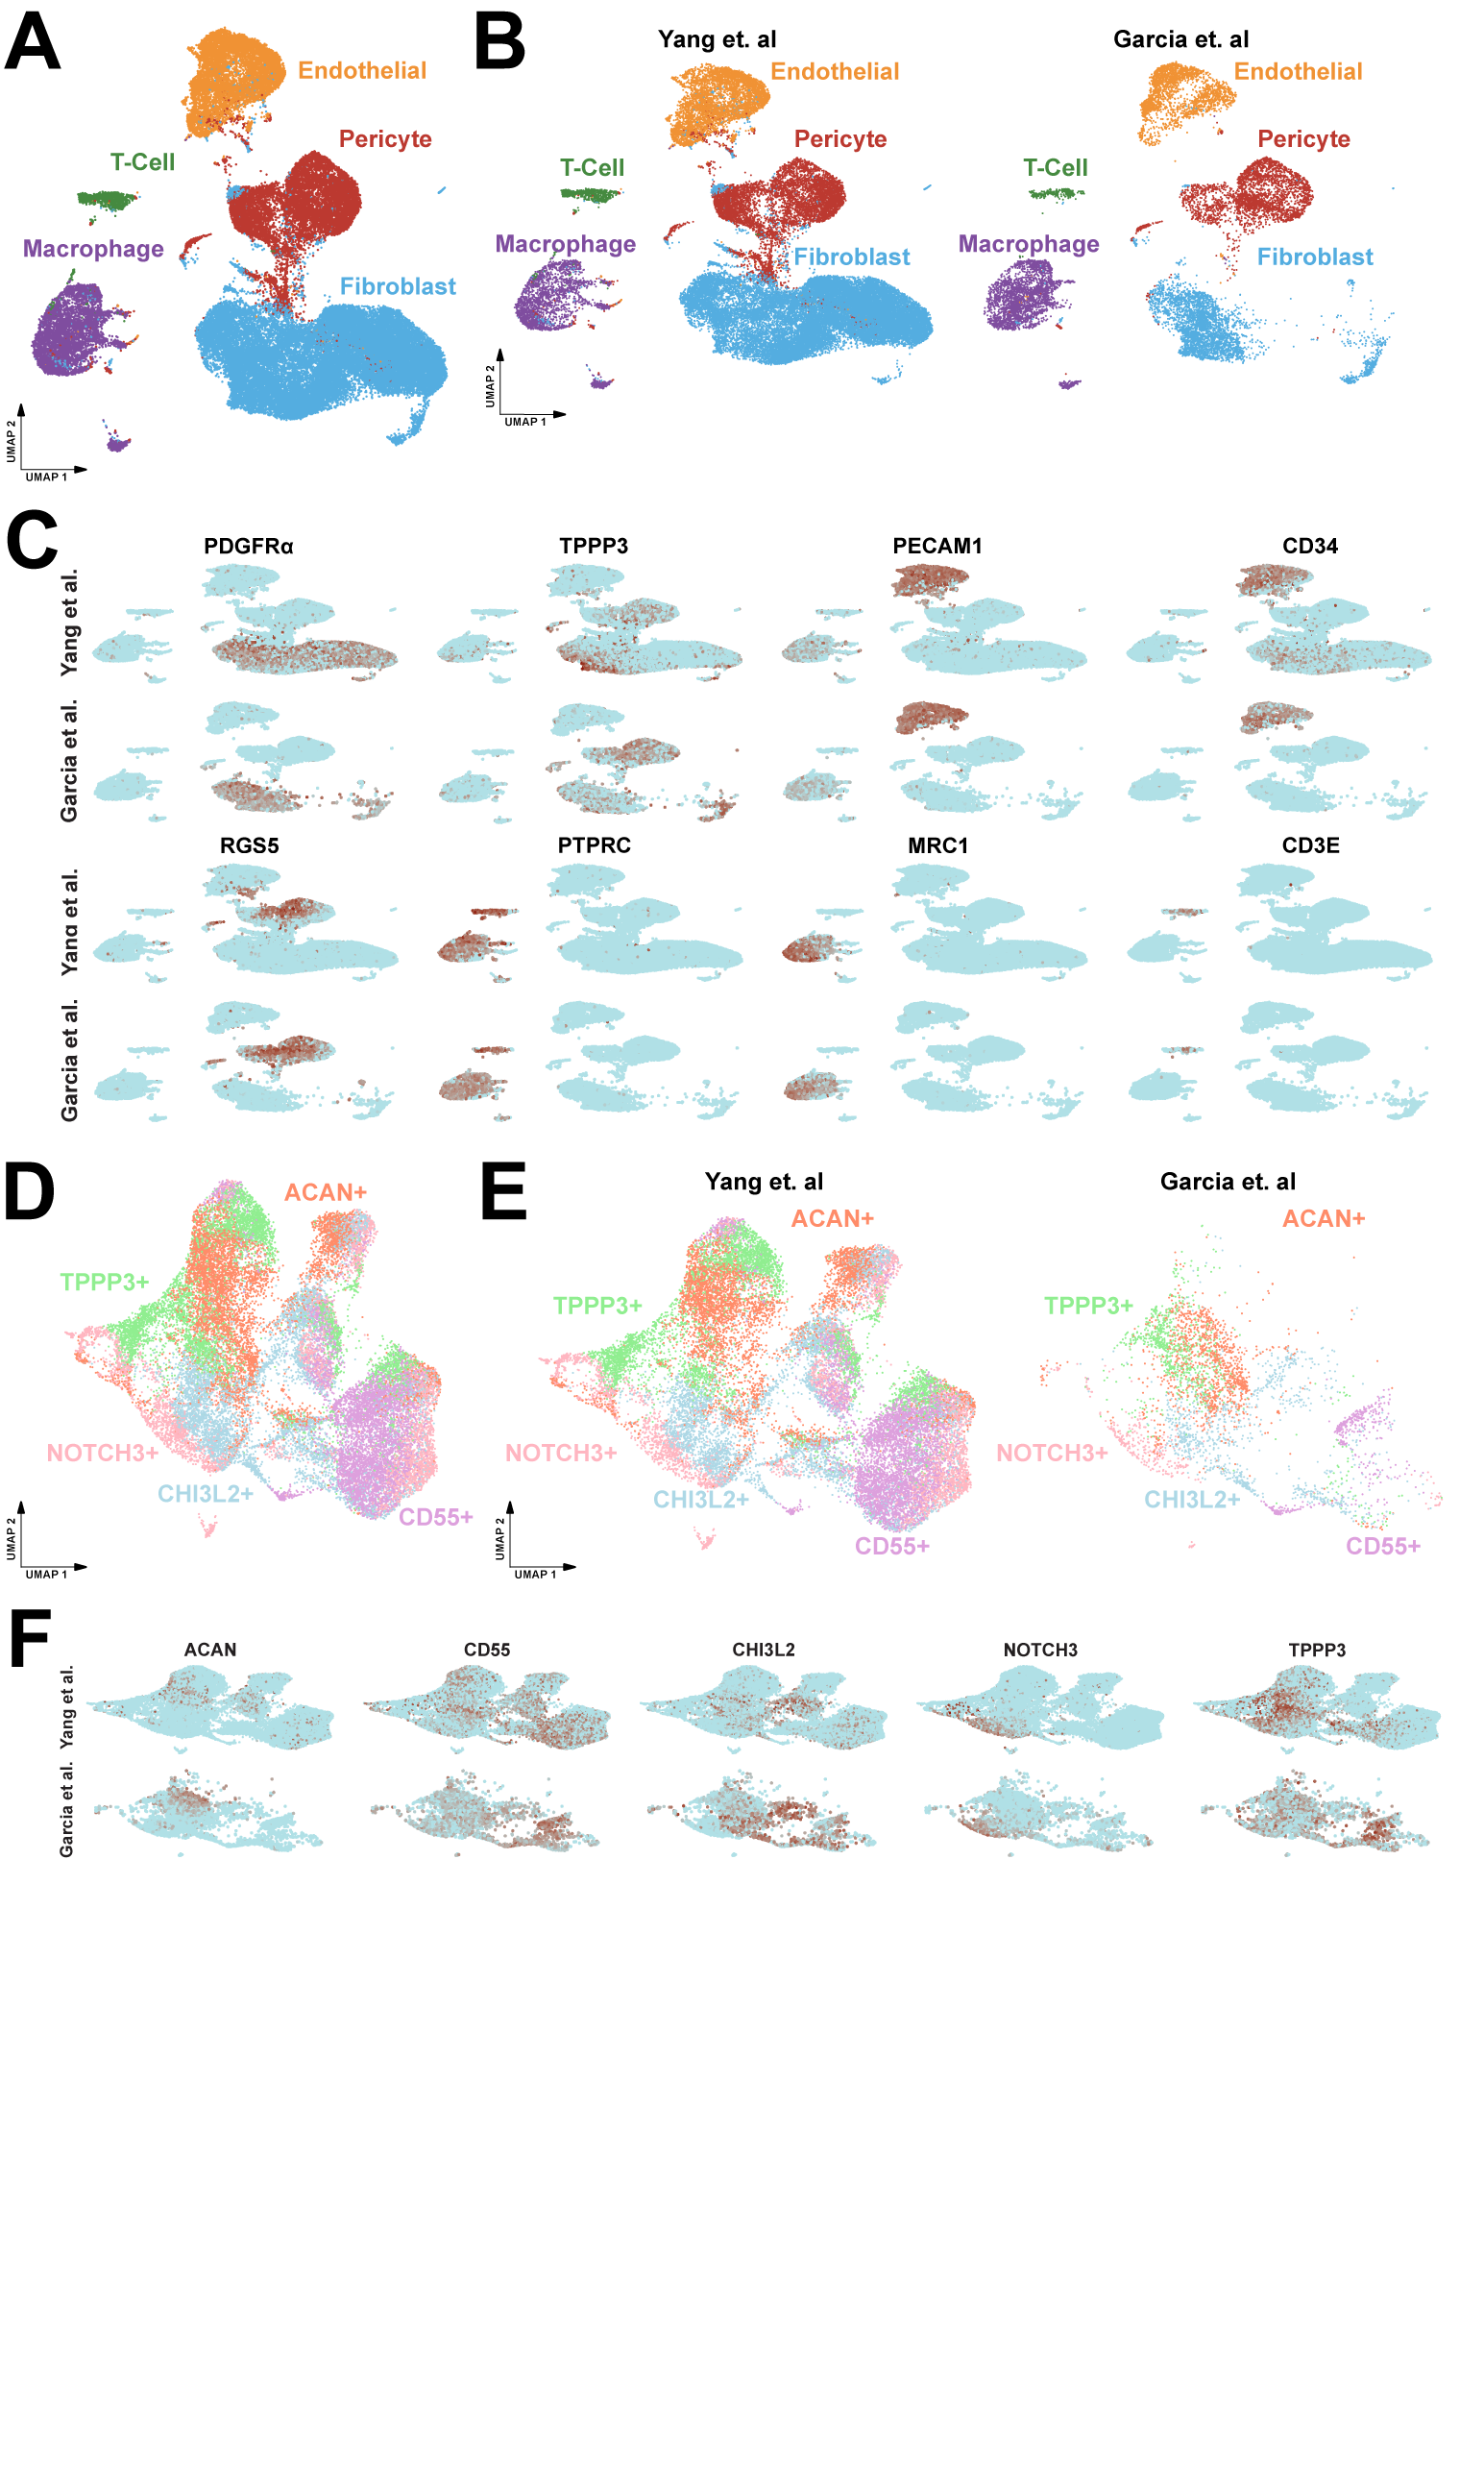 A
Endothelial
Pericyte
T-Cell
Macrophage
Fibroblast
UMAP 2
UMAP 1
B
Yang et. al
Endothelial
Pericyte
T-Cell
Macrophage
Fibroblast
UMAP 2
UMAP 1
Garcia et. al
Endothelial
Pericyte
T-Cell
Macrophage
Fibroblast
C
PDGFRα
TPPP3
PECAM1
CD34
Yang et al.
Garcia et al.
RGS5
PTPRC
MRC1
CD3E
Yang et al.
Garcia et al.
D
ACAN+
TPPP3+
NOTCH3+
CHI3L2+
CD55+
UMAP 2
UMAP 1
E
Yang et. al
ACAN+
TPPP3+
NOTCH3+
CHI3L2+
CD55+
UMAP 2
UMAP 1
Garcia et. al
ACAN+
TPPP3+
NOTCH3+
CHI3L2+
CD55+
F
ACAN
CD55
CHI3L2
NOTCH3
TPPP3
Yang et al.
Garcia et al.